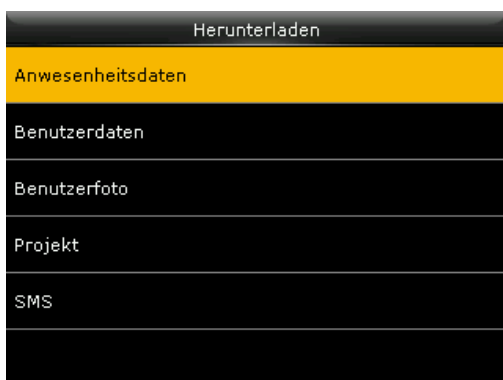 Herunterladen
Anwesenheitsdaten
Benutzerdaten
Benutzerfoto
Projekt
SMS